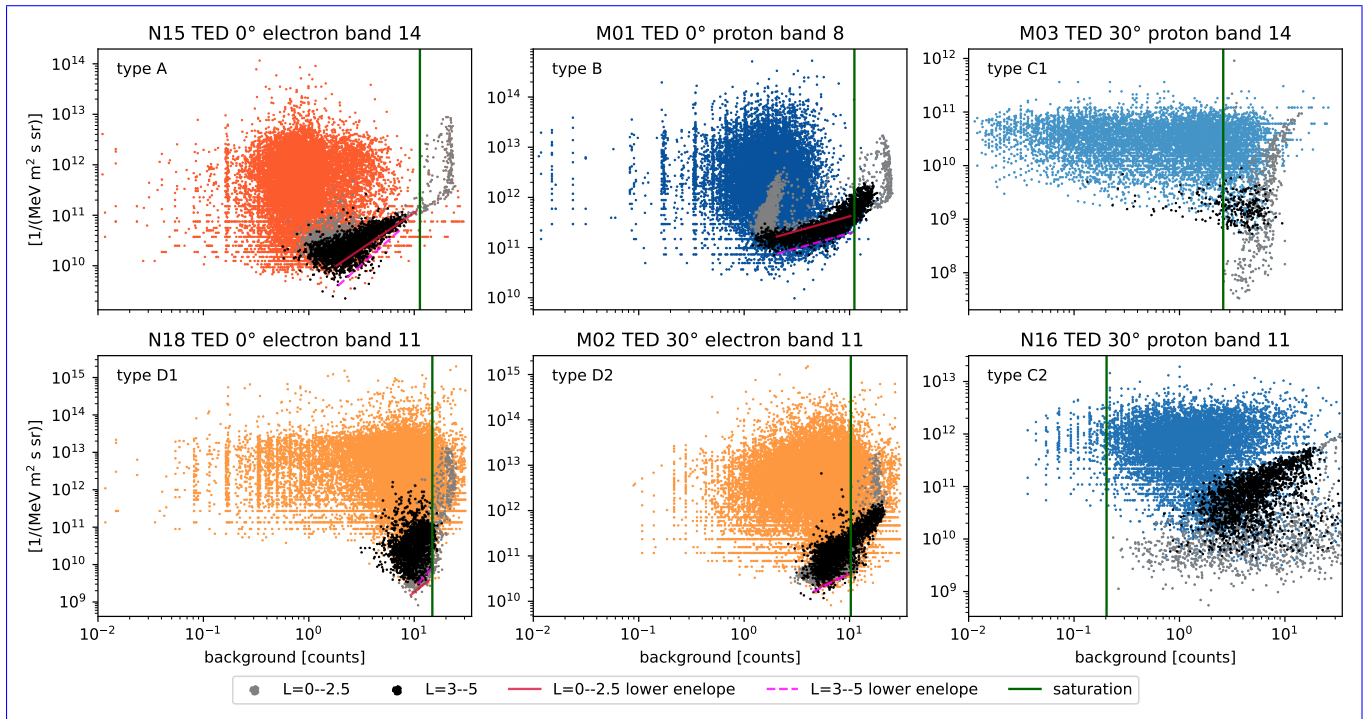 N15 TED 0° electron band 14
M01 TED 0° proton band 8
M03 TED 30° proton band 14
type A
type B
type C1
[1/(MeV m² s sr)]
10¹⁴
10¹³
10¹²
10¹¹
10¹⁰
10¹⁴
10¹³
10¹²
10¹¹
10¹⁰
10¹²
10¹¹
10¹⁰
10⁹
10⁸
N18 TED 0° electron band 11
M02 TED 30° electron band 11
N16 TED 30° proton band 11
type D1
type D2
type C2
[1/(MeV m² s sr)]
10¹⁵
10¹⁴
10¹³
10¹²
10¹¹
10¹⁰
10⁹
10¹⁵
10¹⁴
10¹³
10¹²
10¹¹
10¹⁰
10¹³
10¹²
10¹¹
10¹⁰
10⁹
10⁻² 10⁻¹ 10⁰ 10¹
10⁻² 10⁻¹ 10⁰ 10¹
10⁻² 10⁻¹ 10⁰ 10¹
background [counts]
background [counts]
background [counts]
L=0--2.5 L=3--5 L=0--2.5 lower enelope L=3--5 lower enelope saturation